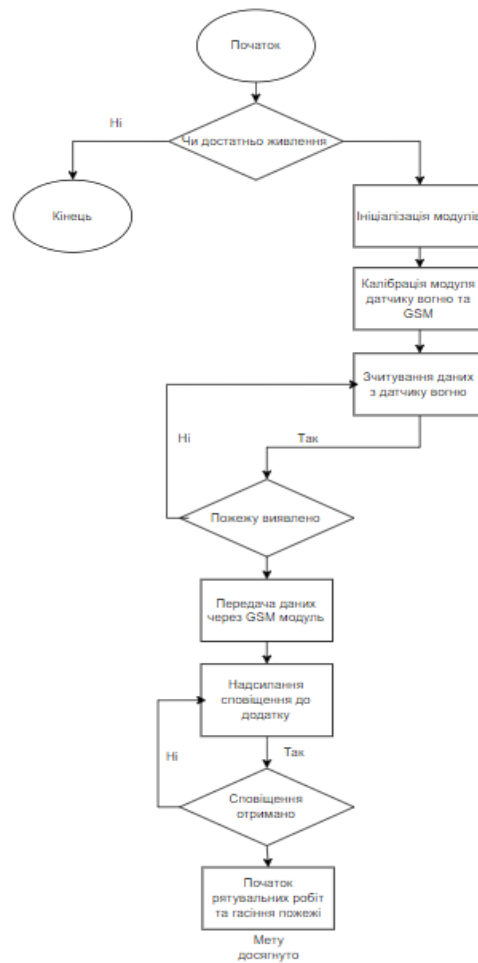 Початок
Ні
Чи достатньо живлення
Кінець
Ініціалізація модулів
Калібрація модуля
датчику вогню та
GSM
Зчитування даних
з датчику вогню
Ні
Так
Пожежу виявлено
Передача даних
через GSM модуль
Надсилання
сповіщення до
додатку
Ні
Так
Сповіщення
отримано
Початок
рятувальних робіт
та гасіння пожежі
Мету
досягнуто